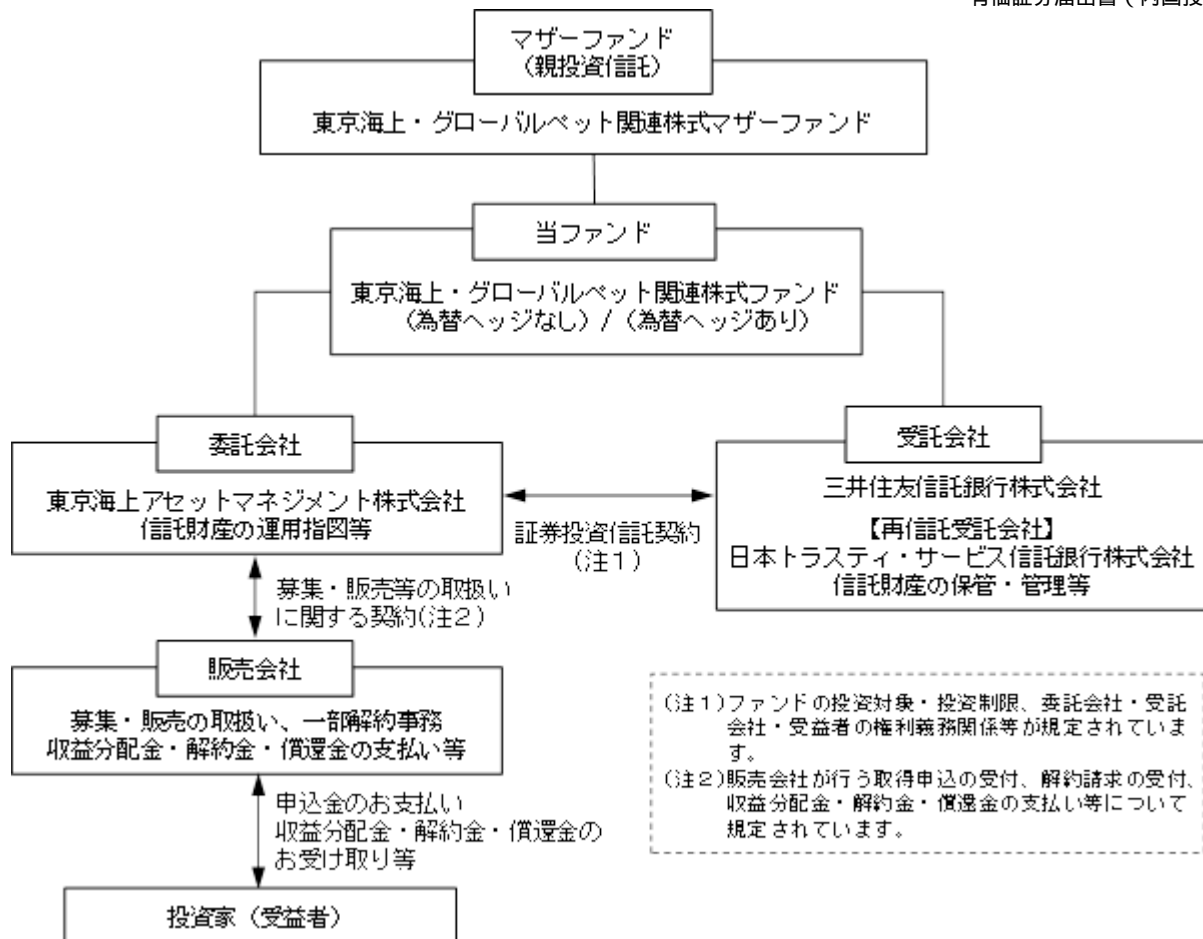 マザーファンド
(親投資信託)
東京海上・グローバルペット関連株式マザーファンド
当ファンド
東京海上・グローバルペット関連株式ファンド
(為替ヘッジなし) / (為替ヘッジあり)
委託会社
東京海上アセットマネジメント株式会社
信託財産の運用指図等
証券投資信託契約
(注1)
受託会社
三井住友信託銀行株式会社
【再信託受託会社】
日本トラスティ・サービス信託銀行株式会社
信託財産の保管・管理等
募集・販売等の取扱い
に関する契約(注2)
販売会社
募集・販売の取扱い、一部解約事務
収益分配金・解約金・償還金の支払い等
申込金のお支払い
収益分配金・解約金・償還金の
お受け取り等
投資家(受益者)
(注1)ファンドの投資対象・投資制限、委託会社・受託
会社・受益者の権利義務関係等が規定されていま
す。
(注2)販売会社が行う取得申込の受付、解約請求の受付、
収益分配金・解約金・償還金の支払い等について
規定されています。